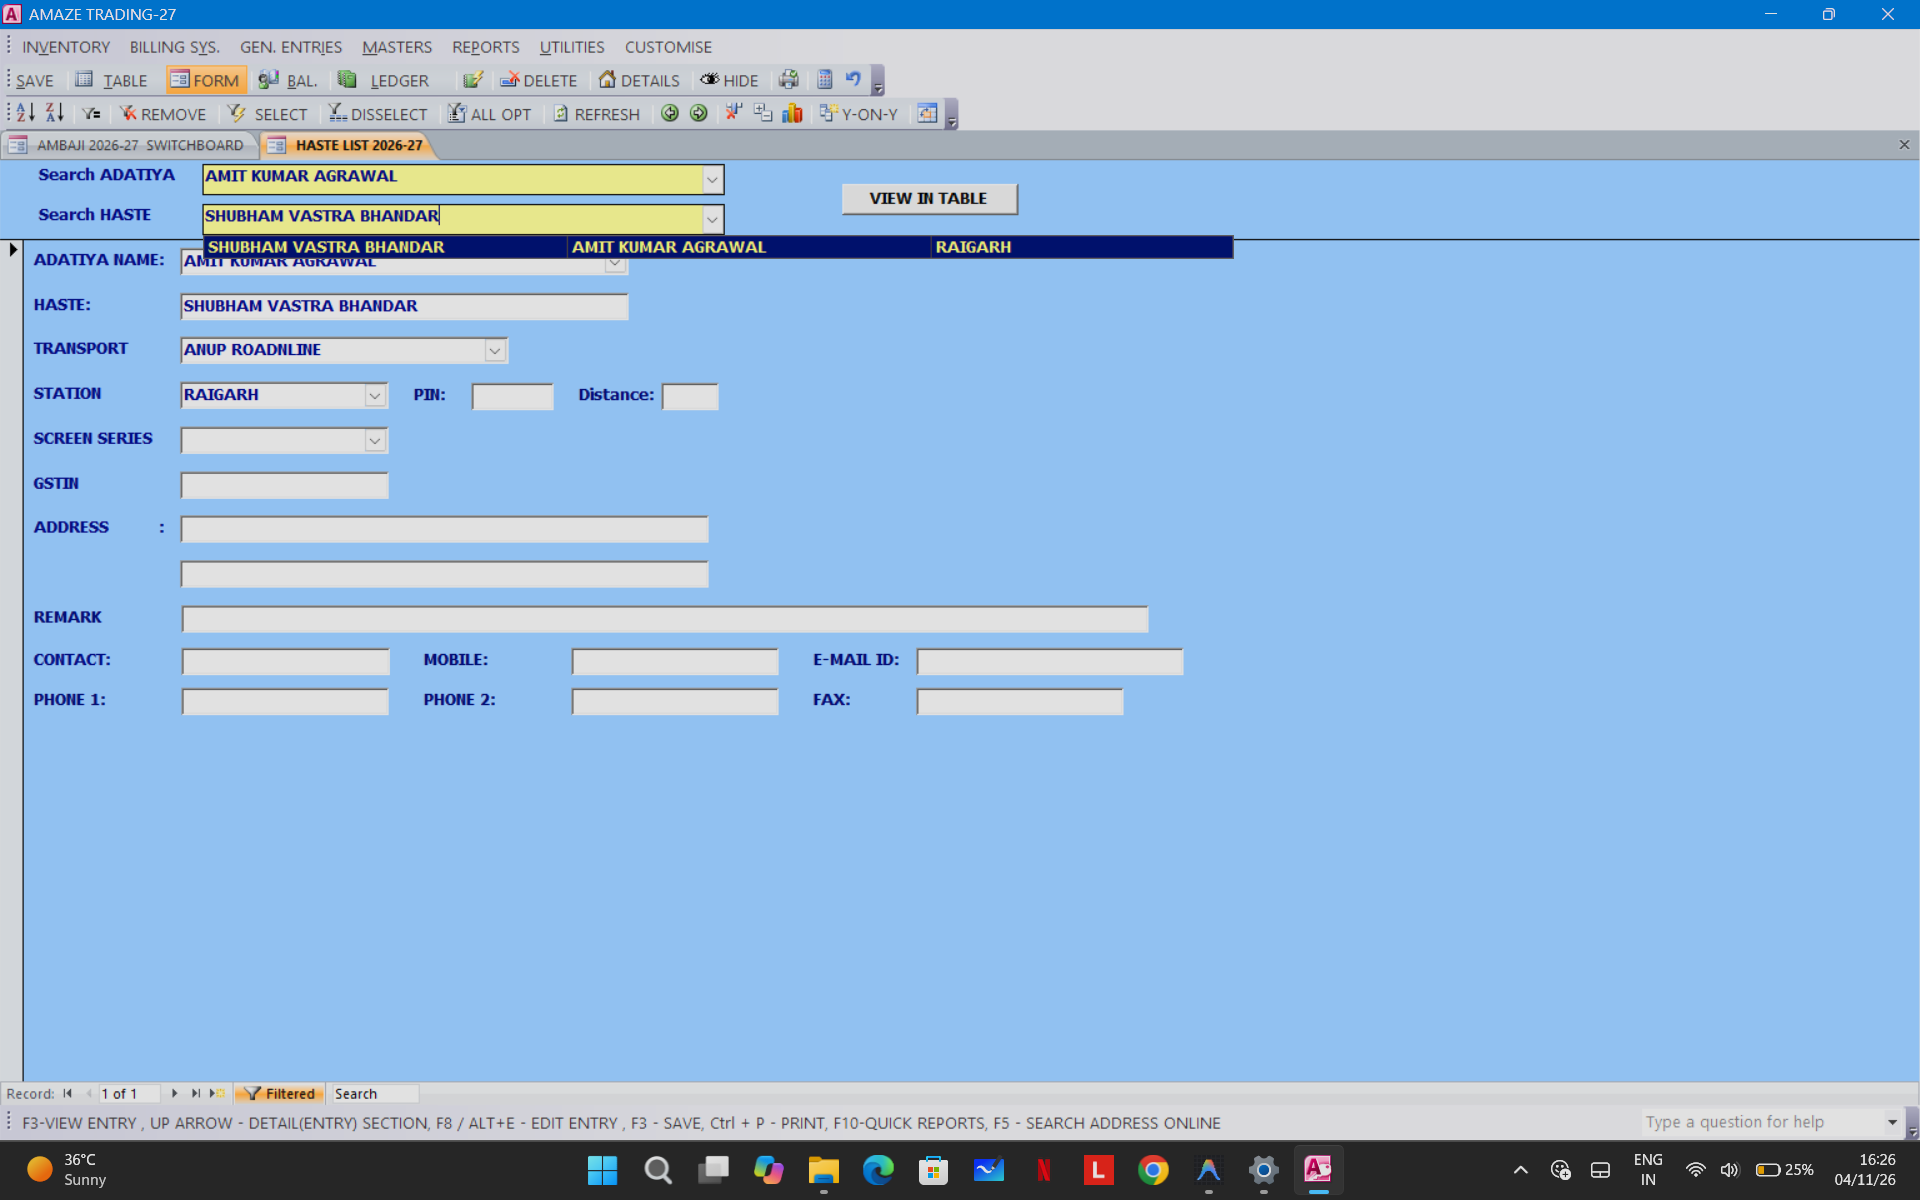 AMAZE TRADING-27
INVENTORY BILLING SYS. GEN. ENTRIES MASTERS REPORTS UTILITIES CUSTOMISE
SAVE TABLE FORM BAL. LEDGER DELETE DETAILS HIDE
REMOVE SELECT DISSELECT ALL OPT REFRESH Y-ON-Y
AMBAJI 2026-27 SWITCHBOARD HASTE LIST 2026-27
Search ADATIYA AMIT KUMAR AGRAWAL
VIEW IN TABLE
Search HASTE SHUBHAM VASTRA BHANDAR
SHUBHAM VASTRA BHANDAR AMIT KUMAR AGRAWAL RAIGARH
ADATIYA NAME: AMIT KUMAR AGRAWAL
HASTE: SHUBHAM VASTRA BHANDAR
TRANSPORT ANUP ROADNLINE
STATION RAIGARH PIN: Distance:
SCREEN SERIES
GSTIN
ADDRESS :
REMARK
CONTACT: MOBILE: E-MAIL ID:
PHONE 1: PHONE 2: FAX:
Record: 1 of 1 Filtered Search
F3-VIEW ENTRY , UP ARROW - DETAIL(ENTRY) SECTION, F8 / ALT+E - EDIT ENTRY , F3 - SAVE, Ctrl + P - PRINT, F10-QUICK REPORTS, F5 - SEARCH ADDRESS ONLINE Type a question for help
36°C
Sunny
ENG
IN
25%
16:26
04/11/26